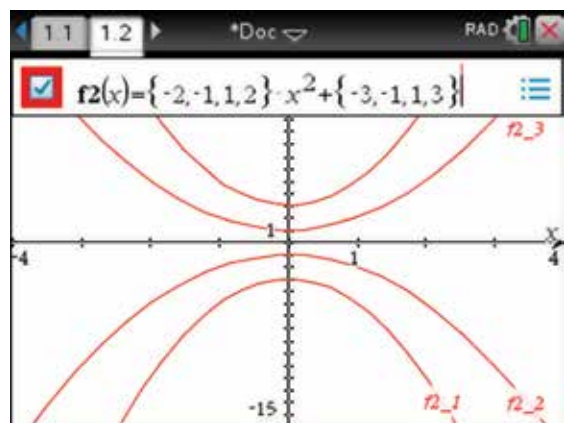 1.1 1.2 *Doc RAD
f2(x)={-2,-1,1,2}·x²+{-3,-1,1,3}
f2_3
1
x
-4 1 4
-15 f2_1 f2_2